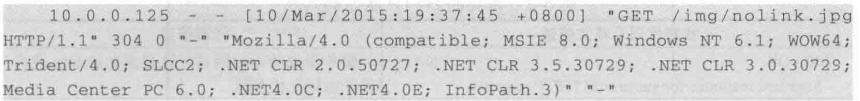 10.0.0.125 - - [10/Mar/2015:19:37:45 +0800] "GET /img/nolink.jpg
HTTP/1.1" 304 0 "-" "Mozilla/4.0 (compatible; MSIE 8.0; Windows NT 6.1; WOW64;
Trident/4.0; SLCC2; .NET CLR 2.0.50727; .NET CLR 3.5.30729; .NET CLR 3.0.30729;
Media Center PC 6.0; .NET4.0C; .NET4.0E; InfoPath.3)" "-"